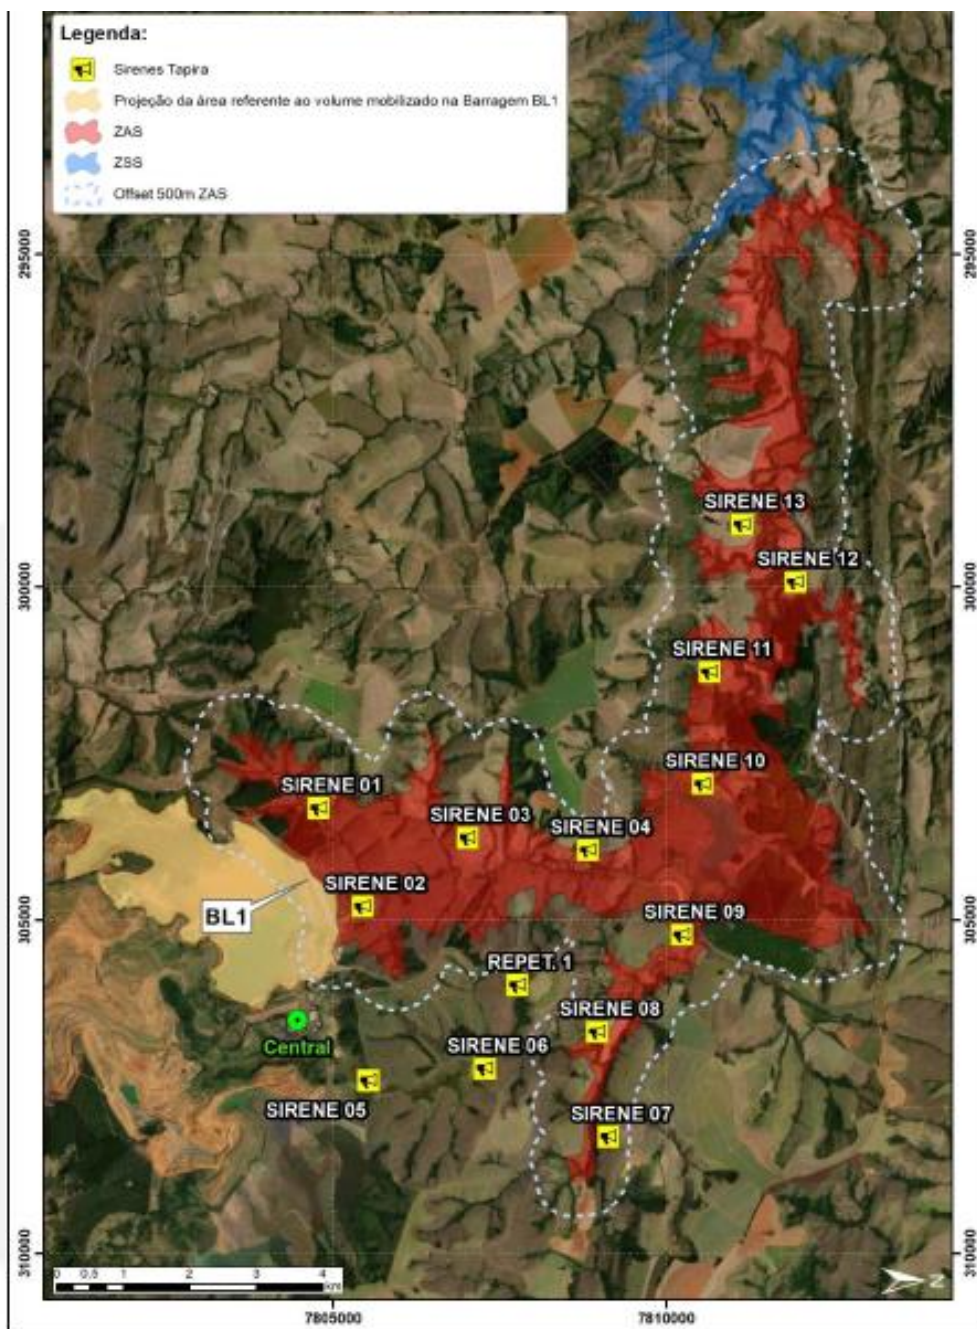 Legenda:
Sirenes Tapira
Projeção da área referente ao volume mobilizado na Barragem BL1
ZAS
ZSS
Offset 500m ZAS
295000
295000
SIRENE 13
SIRENE 12
300000
300000
SIRENE 11
SIRENE 10
SIRENE 01
SIRENE 03
SIRENE 04
SIRENE 02
BL1
SIRENE 09
305000
305000
REPET. 1
SIRENE 08
Central
SIRENE 06
SIRENE 05
SIRENE 07
310000
310000
0 0,5 1 2 3 4
km
N
7805000
7810000